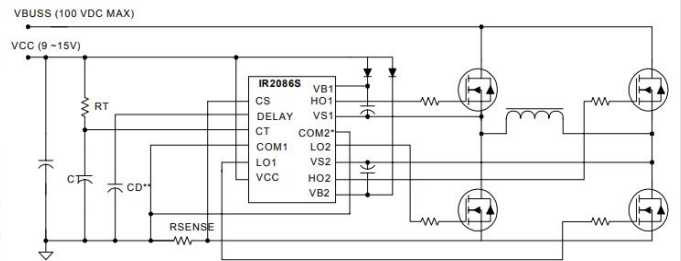 VBUSS (100 VDC MAX)
VCC (9 ~15V)
IR2086S
CS
DELAY
CT
COM1
LO1
VCC
VB1
HO1
VS1
COM2*
LO2
VS2
HO2
VB2
RT
CT
CD**
RSENSE